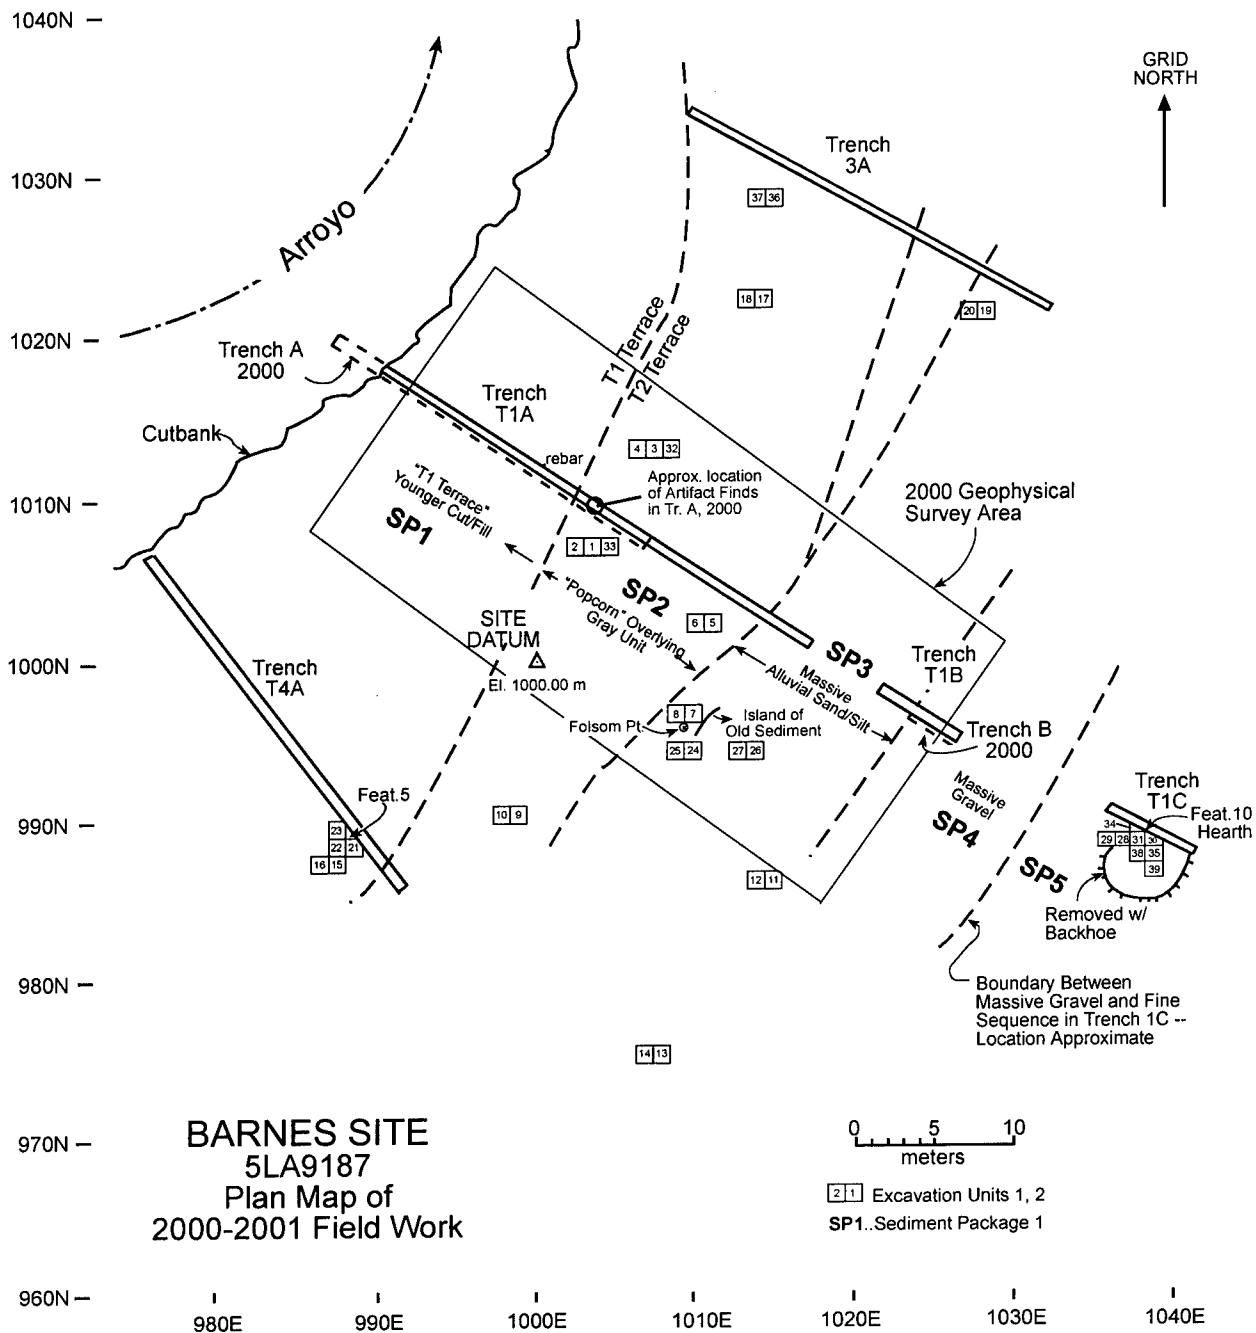 1040N
GRID
NORTH
Trench
3A
1030N
37 36
Arroyo
18 17
20 19
T1 Terrace
T2 Terrace
1020N
Trench A
2000
Trench
T1A
Cutbank
rebar
4 3 32
Approx. location
of Artifact Finds
in Tr. A, 2000
2000 Geophysical
Survey Area
1010N
"T1 Terrace"
Younger Cut/Fill
SP1
2 1 33
"Popcorn" Overlying
Gray Unit
SP2
6 5
SITE
DATUM
El. 1000.00 m
1000N
Trench
T4A
SP3
Massive
Alluvial Sand/Silt
Trench
T1B
8 7
Island of
Old Sediment
Folsom Pt.
25 24
27 26
Trench B
2000
Massive
Gravel
SP4
Trench
T1C
Feat.10
Hearth
34
29 28 31 30
38 35
39
Feat.5
990N
23
22 21
16 15
10 9
12 11
SP5
Removed w/
Backhoe
980N
Boundary Between
Massive Gravel and Fine
Sequence in Trench 1C --
Location Approximate
14 13
BARNES SITE
5LA9187
Plan Map of
2000-2001 Field Work
970N
0 5 10
meters
2 1 Excavation Units 1, 2
SP1..Sediment Package 1
960N
980E 990E 1000E 1010E 1020E 1030E 1040E